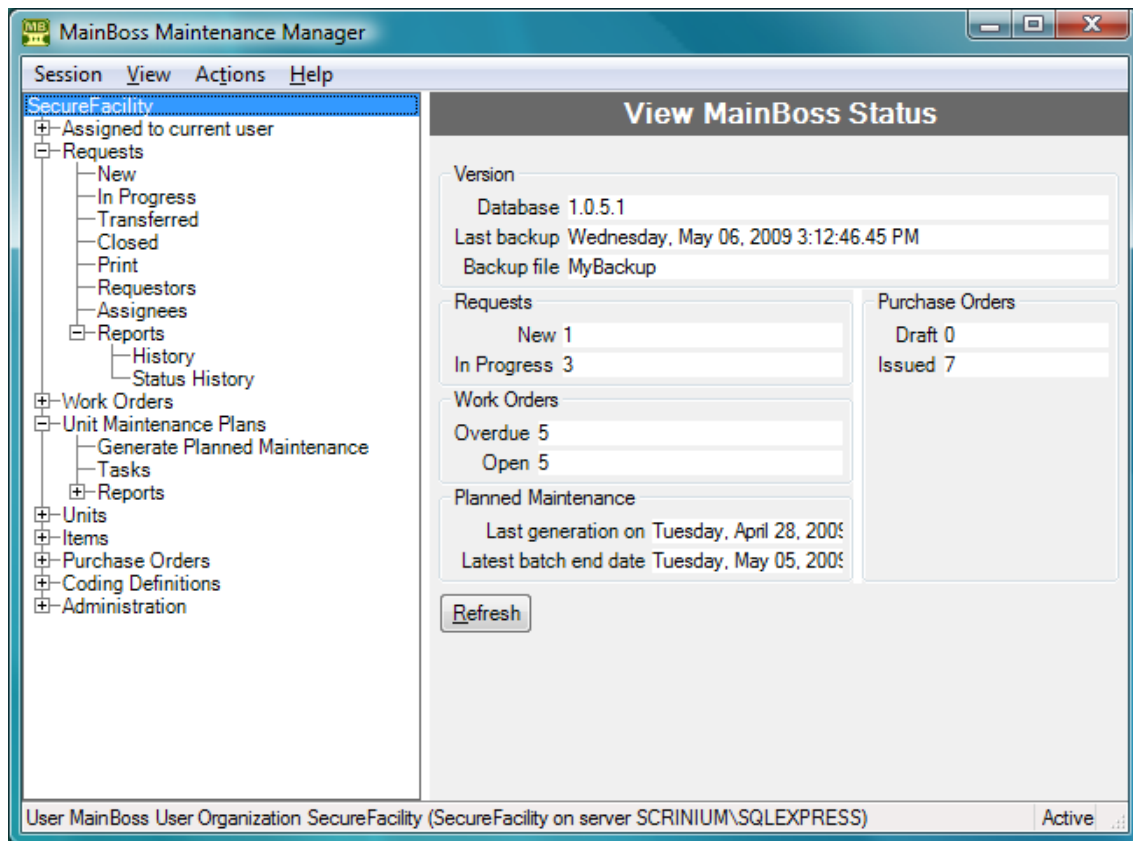 MB
MainBoss Maintenance Manager
Session View Actions Help
SecureFacility
Assigned to current user
Requests
New
In Progress
Transferred
Closed
Print
Requestors
Assignees
Reports
History
Status History
Work Orders
Unit Maintenance Plans
Generate Planned Maintenance
Tasks
Reports
Units
Items
Purchase Orders
Coding Definitions
Administration
View MainBoss Status
Version
Database 1.0.5.1
Last backup Wednesday, May 06, 2009 3:12:46.45 PM
Backup file MyBackup
Requests
New 1
In Progress 3
Work Orders
Overdue 5
Open 5
Planned Maintenance
Last generation on Tuesday, April 28, 2009
Latest batch end date Tuesday, May 05, 2009
Purchase Orders
Draft 0
Issued 7
Refresh
User MainBoss User Organization SecureFacility (SecureFacility on server SCRINIUM\SQLEXPRESS)
Active